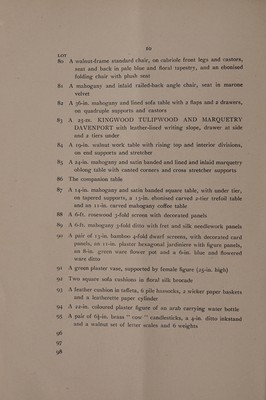 10
LOT
80 A walnut-frame standard chair, on cabriole front legs and castors,
seat and back in pale blue and floral tapestry, and an ebonised
folding chair with plush seat
81 A mahogany and inlaid railed-back angle chair, seat in maroon
velvet
82 A 36-in. mahogany and lined sofa table with 2 flaps and 2 drawers,
on quadruple supports and castors
83 A 25-in. KINGWOOD TULIPWOOD AND MARQUETRY
DAVENPORT with leather-lined writing slope, drawer at side
and 2 tiers under
84 A 19-in. walnut work table with rising top and interior divisions,
on end supports and stretcher
85 A 24-in. mahogany and satin banded and lined and inlaid marquetry
oblong table with canted corners and cross stretcher supports
86 The companion table
87 A 14-in. mahogany and satin banded square table, with under tier,
on tapered supports, a 13-in. ebonised carved 2-tier trefoil table
and an 11-in. carved mahogany coffee table
88 A 6-ft. rosewood 3-fold screen with decorated panels
89 A 6-ft. mahogany 3-fold ditto with fret and silk needlework panels
90 A pair of 13-in. bamboo 4-fold dwarf screens, with decorated card
panels, an 11-in. plaster hexagonal jardiniere with figure panels,
an 8-in. green ware flower pot and a 6-in. blue and flowered
ware ditto
91 A green plaster vase, supported by female figure (25-in. high)
92 Two square sofa cushions in floral silk brocade
93 A feather cushion in taffeta, 6 pile hassocks, 2 wicker paper baskets
and a leatherette paper cylinder
94 A 22-in. coloured plaster figure of an arab carrying water bottle
95 A pair of 6½-in. brass " cow " candlesticks, a 4-in. ditto inkstand
and a walnut set of letter scales and 6 weights
96
97
98